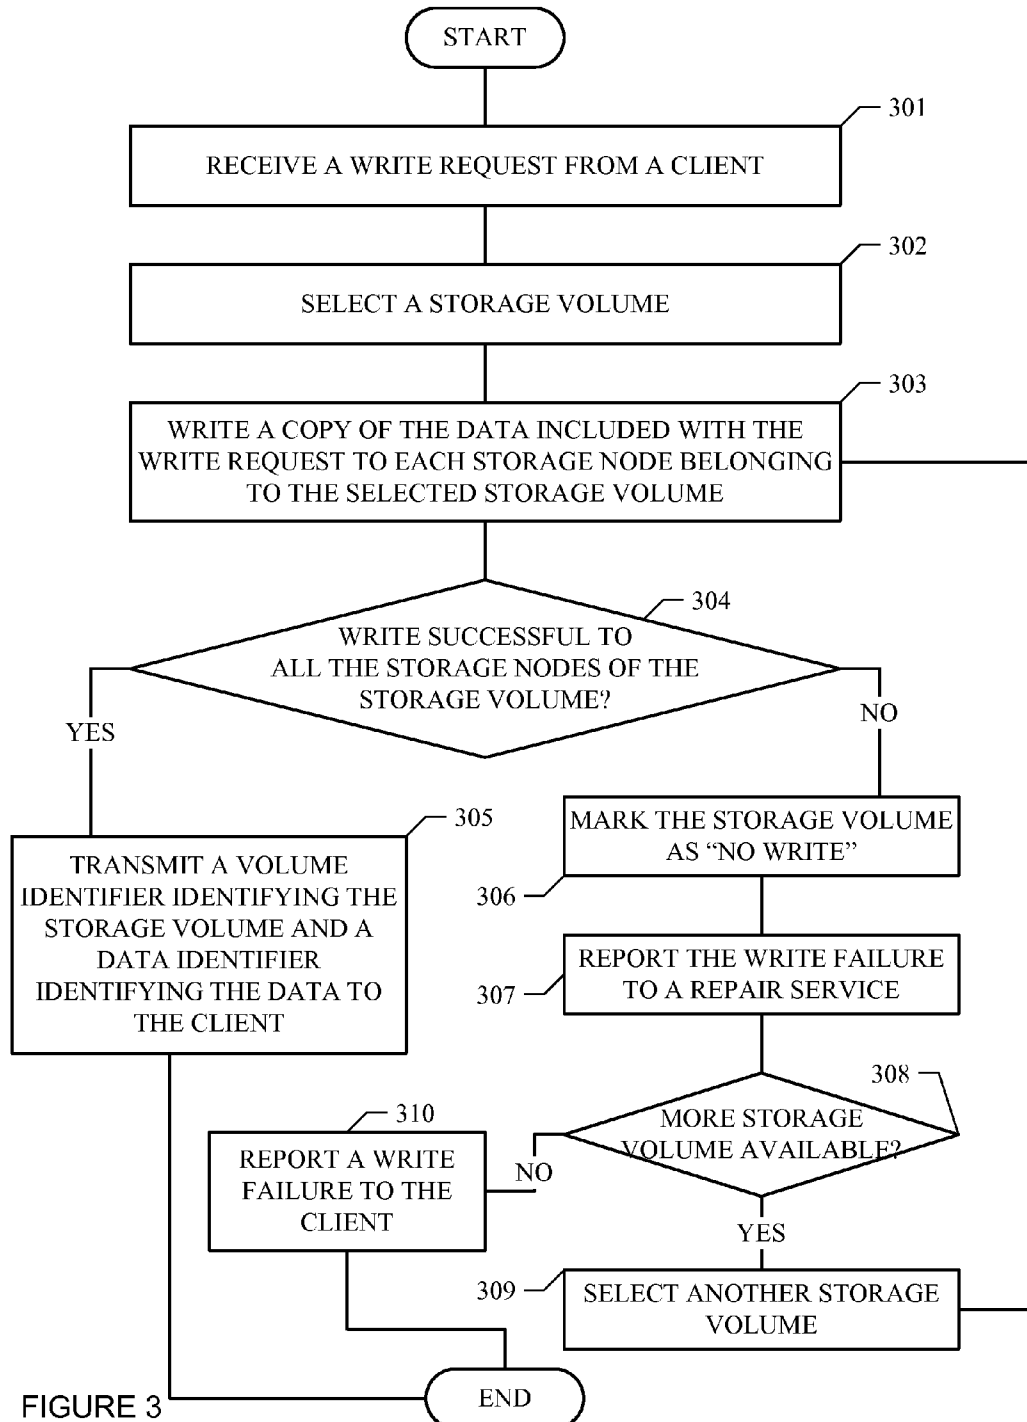 START
301
RECEIVE A WRITE REQUEST FROM A CLIENT
302
SELECT A STORAGE VOLUME
303
WRITE A COPY OF THE DATA INCLUDED WITH THE
WRITE REQUEST TO EACH STORAGE NODE BELONGING
TO THE SELECTED STORAGE VOLUME
304
WRITE SUCCESSFUL TO
ALL THE STORAGE NODES OF THE
STORAGE VOLUME?
YES
NO
305
TRANSMIT A VOLUME
IDENTIFIER IDENTIFYING THE
STORAGE VOLUME AND A
DATA IDENTIFIER
IDENTIFYING THE DATA TO
THE CLIENT
MARK THE STORAGE VOLUME
AS “NO WRITE”
306
REPORT THE WRITE FAILURE
TO A REPAIR SERVICE
307
308
MORE STORAGE
VOLUME AVAILABLE?
NO
YES
310
REPORT A WRITE
FAILURE TO THE
CLIENT
309
SELECT ANOTHER STORAGE
VOLUME
END
FIGURE 3